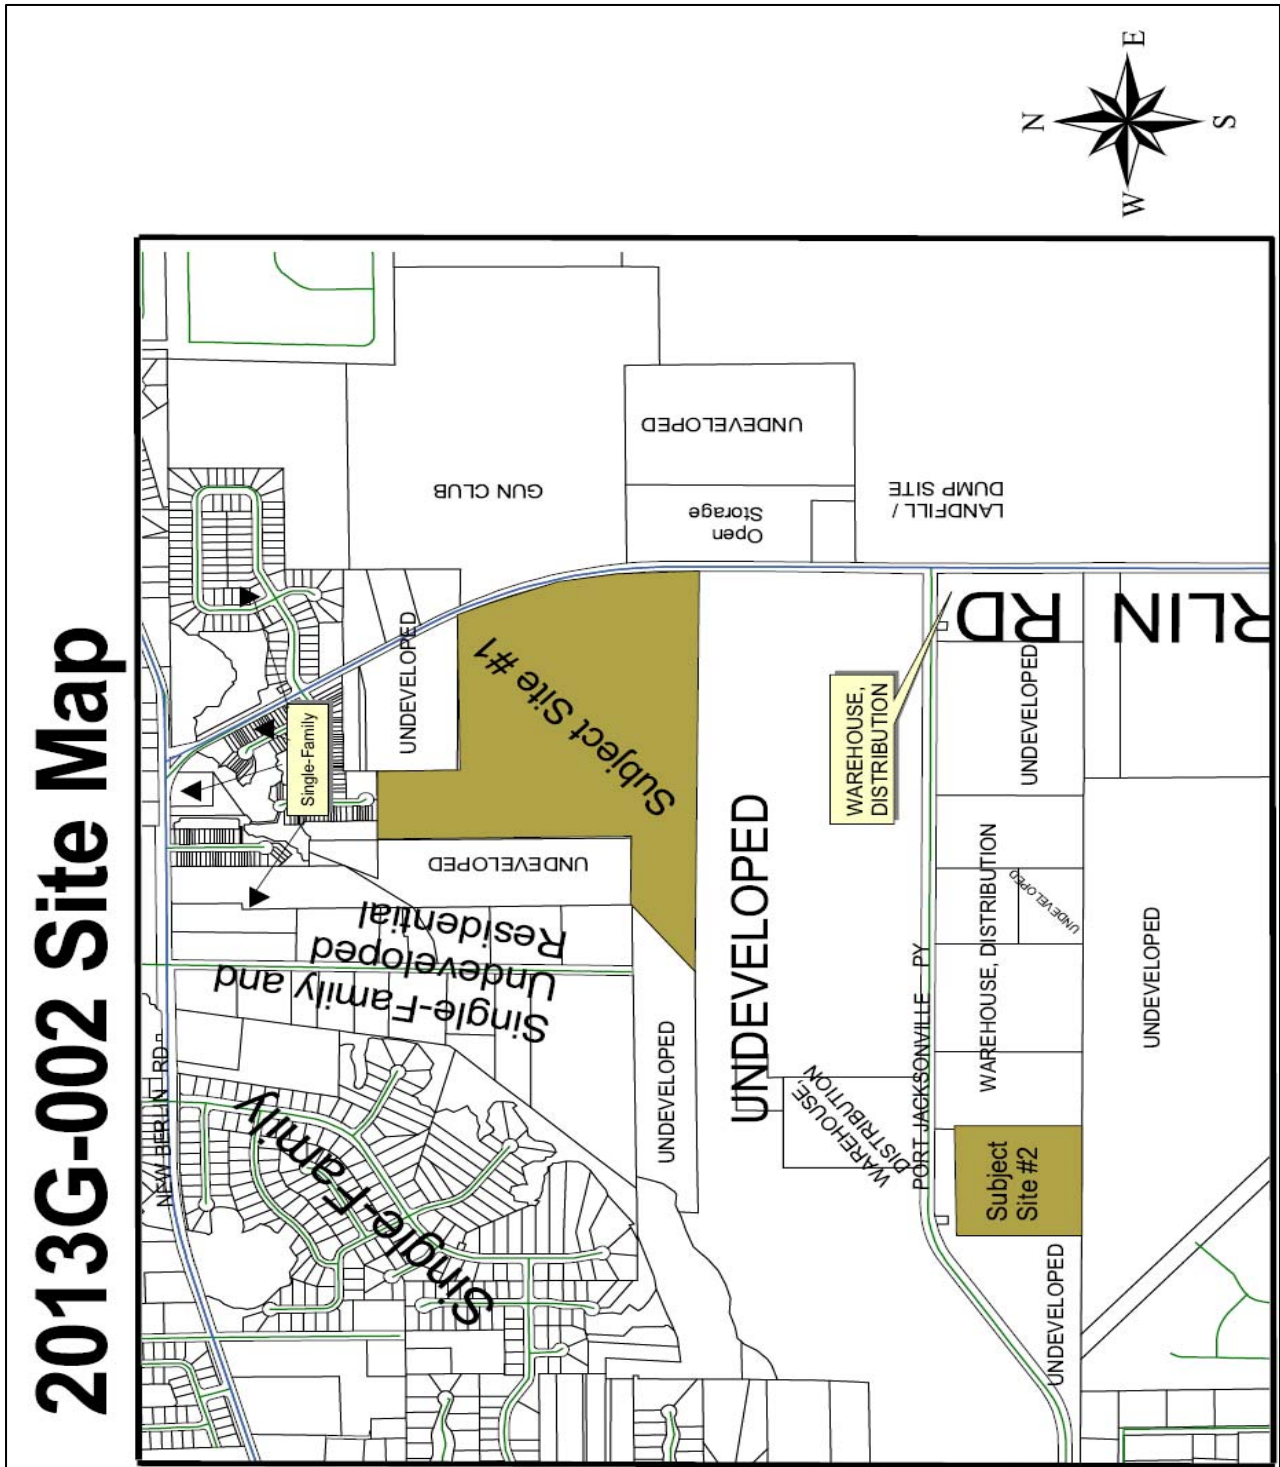 2013G-002 Site Map
N
E
S
W
NEW BERLIN RD
Single-Family
UNDEVELOPED
GUN CLUB
UNDEVELOPED
Open
Storage
LANDFILL /
DUMP SITE
Subject Site #1
UNDEVELOPED
Single-Family and
Undeveloped
Residential
Single-Family
UNDEVELOPED
UNDEVELOPED
WAREHOUSE,
DISTRIBUTION
WAREHOUSE,
DISTRIBUTION
PORT JACKSONVILLE PY
RD
RLIN
UNDEVELOPED
WAREHOUSE, DISTRIBUTION
UNDEVELOPED
UNDEVELOPED
Subject
Site #2
UNDEVELOPED